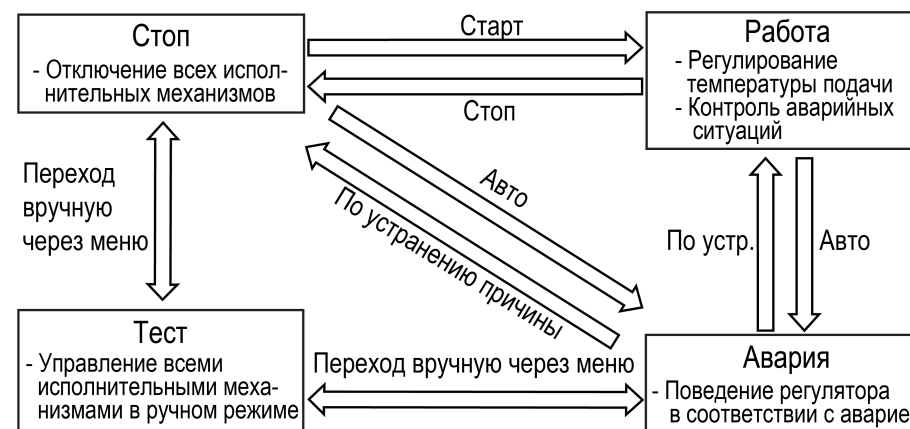 Стоп
- Отключение всех испол-
нительных механизмов
Старт
Стоп
Работа
- Регулирование
температуры подачи
- Контроль аварийных
ситуаций
Переход
вручную
через меню
Авто
По устранению причины
По устр.
Авто
Тест
- Управление всеми
исполнительными меха-
низмами в ручном режиме
Переход вручную через меню
Авария
- Поведение регулятора
в соответствии с аварие